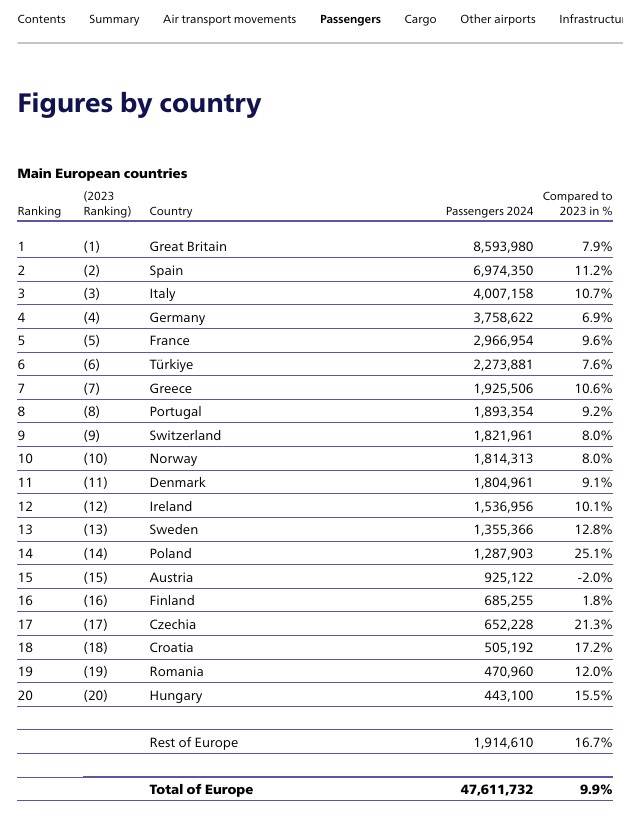 Contents Summary Air transport movements Passengers Cargo Other airports
Figures by country
Main European countries
Ranking (2023 Ranking) Country Passengers 2024 Compared to 2023 in %
1 (1) Great Britain 8,593,980 7.9%
2 (2) Spain 6,974,350 11.2%
3 (3) Italy 4,007,158 10.7%
4 (4) Germany 3,758,622 6.9%
5 (5) France 2,966,954 9.6%
6 (6) Türkiye 2,273,881 7.6%
7 (7) Greece 1,925,506 10.6%
8 (8) Portugal 1,893,354 9.2%
9 (9) Switzerland 1,821,961 8.0%
10 (10) Norway 1,814,313 8.0%
11 (11) Denmark 1,804,961 9.1%
12 (12) Ireland 1,536,956 10.1%
13 (13) Sweden 1,355,366 12.8%
14 (14) Poland 1,287,903 25.1%
15 (15) Austria 925,122 -2.0%
16 (16) Finland 685,255 1.8%
17 (17) Czechia 652,228 21.3%
18 (18) Croatia 505,192 17.2%
19 (19) Romania 470,960 12.0%
20 (20) Hungary 443,100 15.5%
Rest of Europe 1,914,610 16.7%
Total of Europe 47,611,732 9.9%